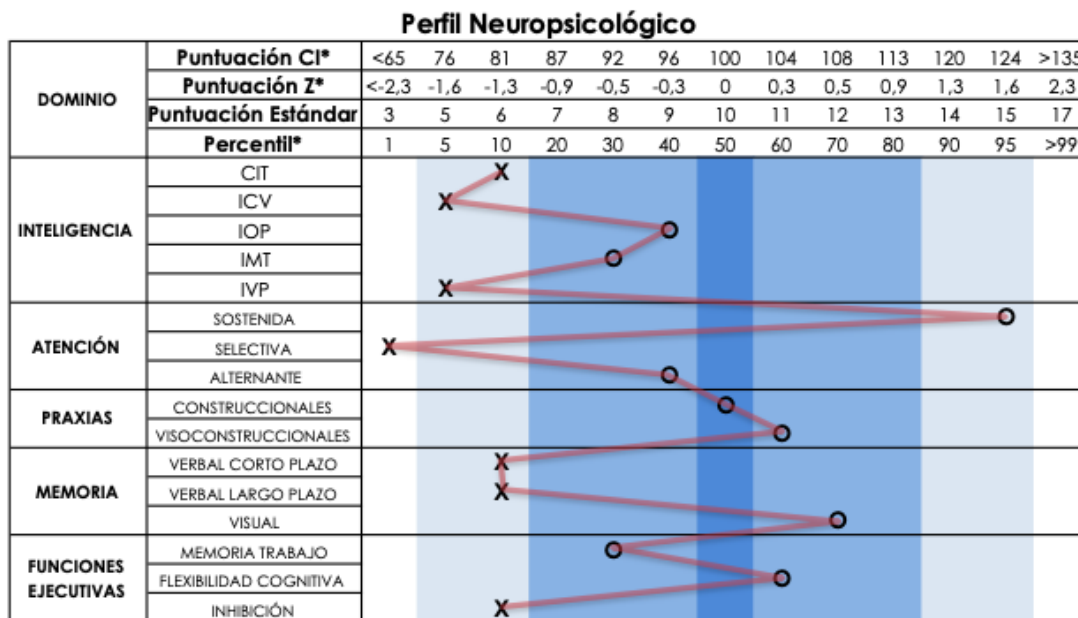 Perfil Neuropsicológico
DOMINIO
Puntuación CI* <65 76 81 87 92 96 100 104 108 113 120 124 >135
Puntuación Z* <-2,3 -1,6 -1,3 -0,9 -0,5 -0,3 0 0,3 0,5 0,9 1,3 1,6 2,3
Puntuación Estándar 3 5 6 7 8 9 10 11 12 13 14 15 17
Percentil* 1 5 10 20 30 40 50 60 70 80 90 95 >99
INTELIGENCIA
CIT X
ICV X
IOP O
IMT O
IVP X
ATENCIÓN
SOSTENIDA O
SELECTIVA X
ALTERNANTE O
PRAXIAS
CONSTRUCCIONALES O
VISOCONSTRUCCIONALES O
MEMORIA
VERBAL CORTO PLAZO X
VERBAL LARGO PLAZO X
VISUAL O
FUNCIONES
EJECUTIVAS
MEMORIA TRABAJO O
FLEXIBILIDAD COGNITIVA O
INHIBICIÓN X